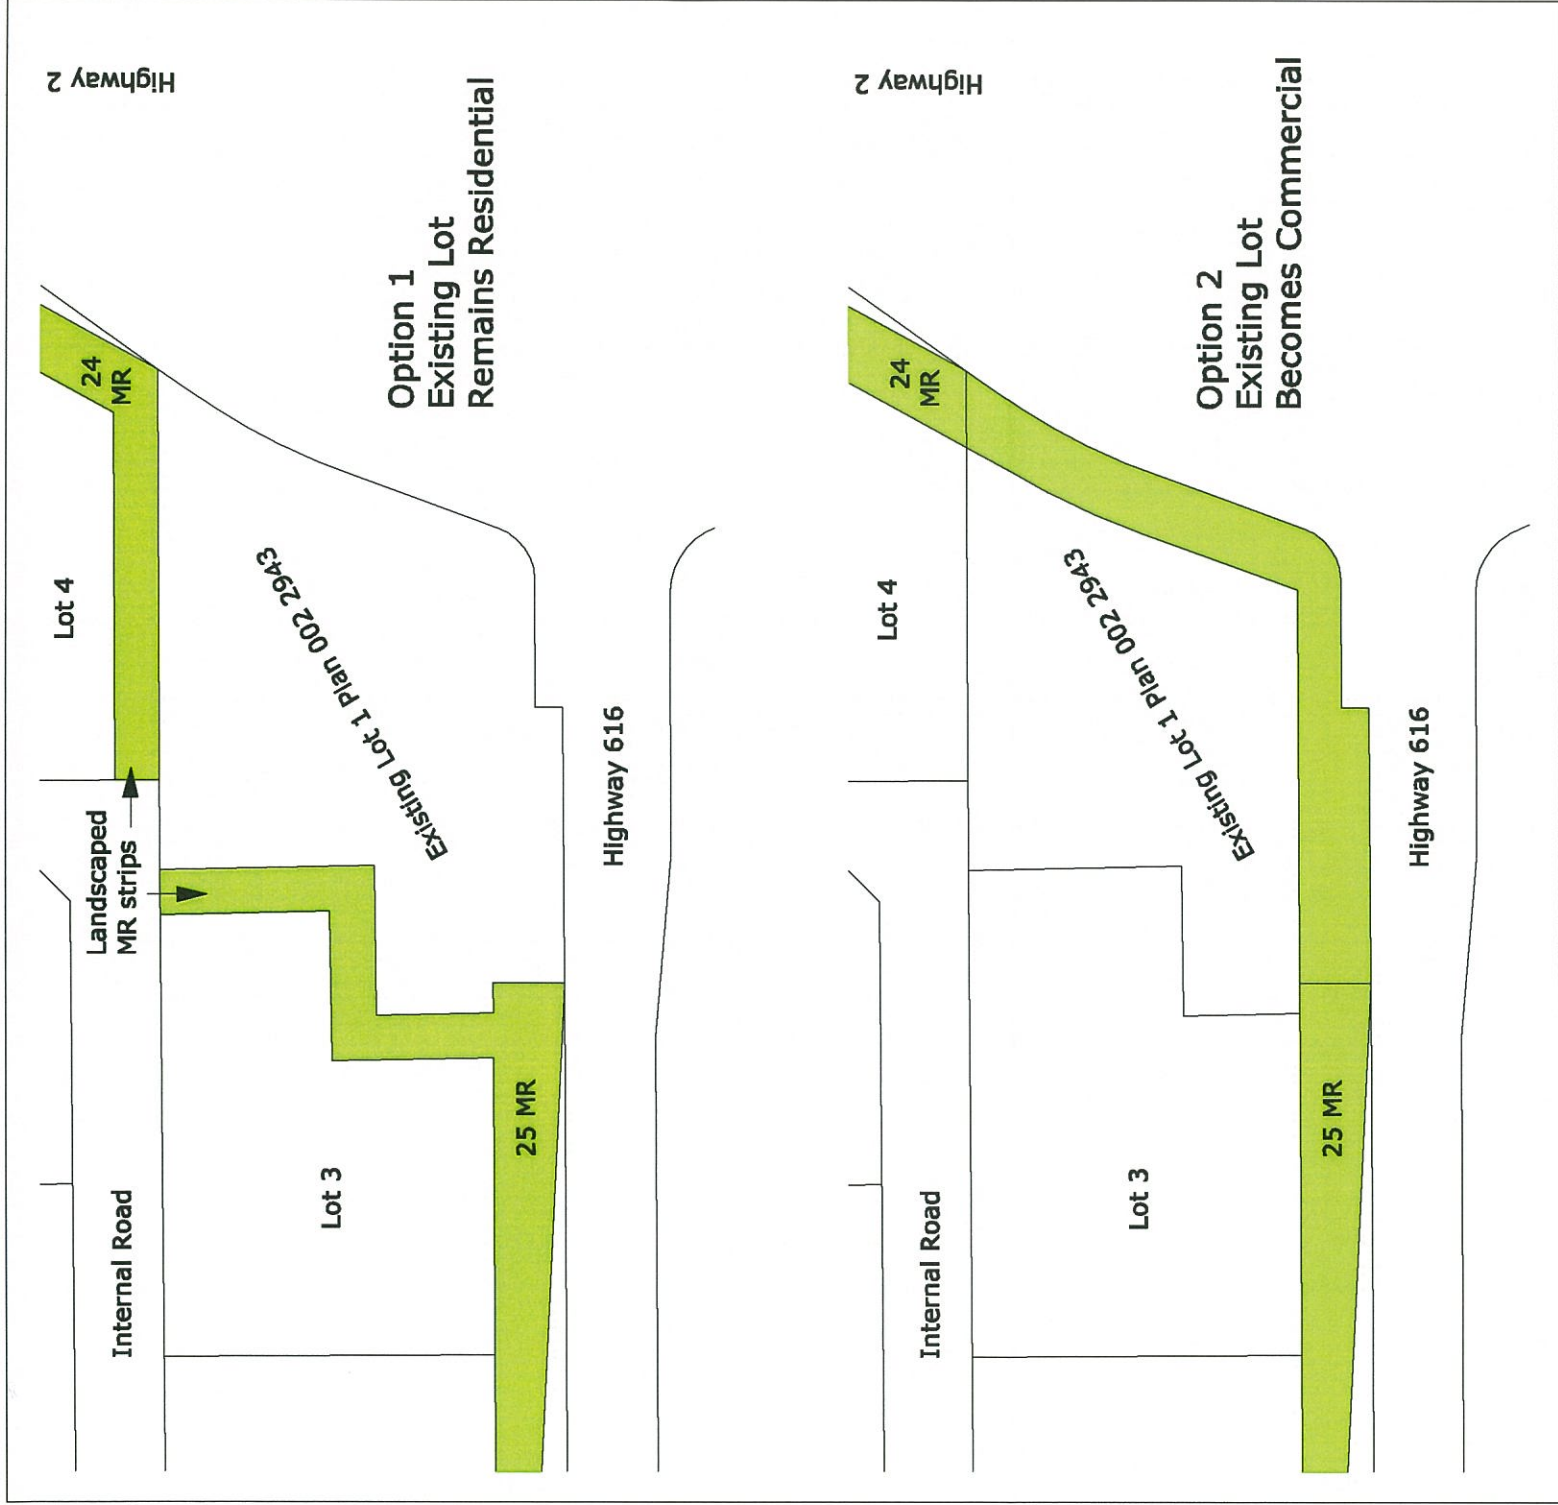 Highway 2
Option 1
Existing Lot
Remains Residential
24
MR
Lot 4
Existing Lot 1 Plan 002 2943
Landscaped
MR strips
Highway 616
25 MR
Lot 3
Internal Road
Highway 2
Option 2
Existing Lot
Becomes Commercial
24
MR
Lot 4
Existing Lot 1 Plan 002 2943
Highway 616
25 MR
Lot 3
Internal Road